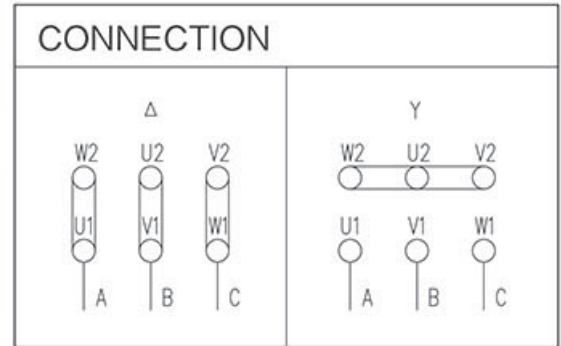 CONNECTION
Δ
W2 U2 V2
U1 V1 W1
A B C
Y
W2 U2 V2
U1 V1 W1
A B C